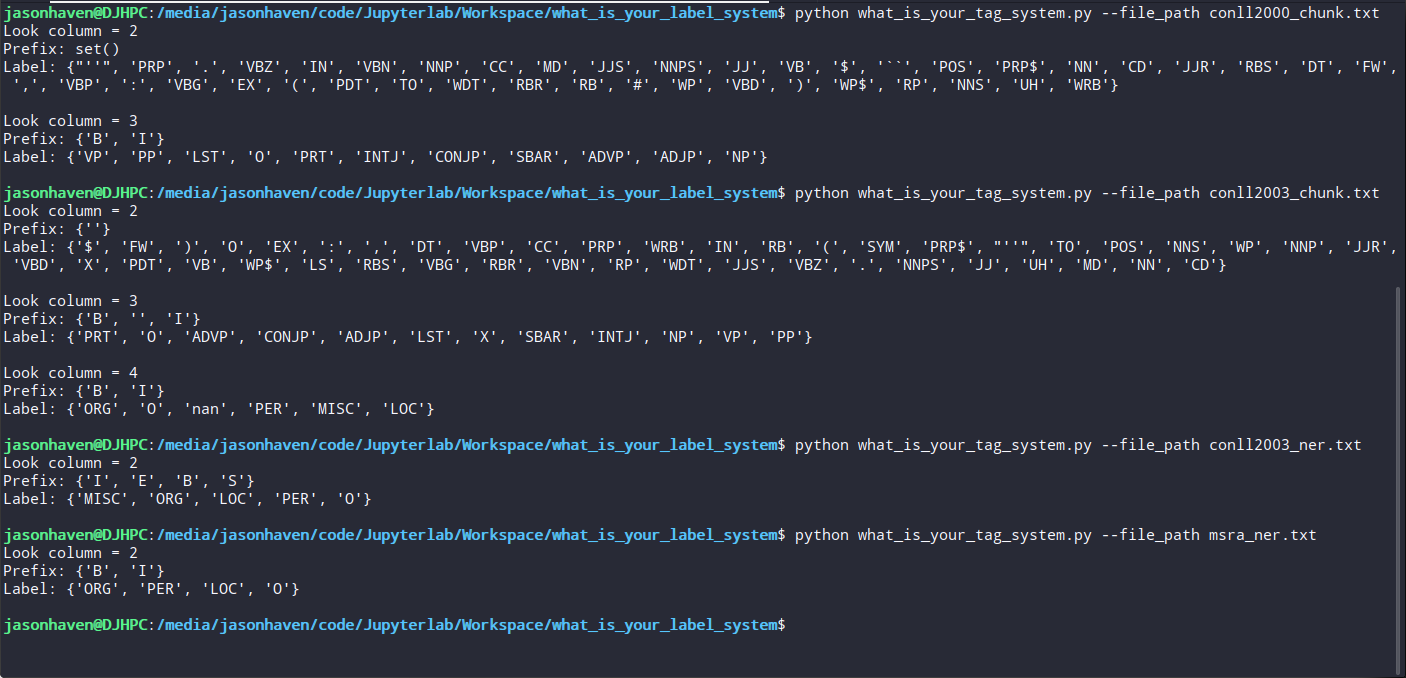 jasonhaven@DJHPC:/media/jasonhaven/code/Jupyterlab/Workspace/what_is_your_label_system$ python what_is_your_tag_system.py --file_path conll2000_chunk.txt
Look column = 2
Prefix: set()
Label: {"''", 'PRP', '.', 'VBZ', 'IN', 'VBN', 'NNP', 'CC', 'MD', 'JJS', 'NNPS', 'JJ', 'VB', '$', '``', 'POS', 'PRP$', 'NN', 'CD', 'JJR', 'RBS', 'DT', 'FW',
',', 'VBP', ':', 'VBG', 'EX', '(', 'PDT', 'TO', 'WDT', 'RBR', 'RB', '#', 'WP', 'VBD', ')', 'WP$', 'RP', 'NNS', 'UH', 'WRB'}
Look column = 3
Prefix: {'B', 'I'}
Label: {'VP', 'PP', 'LST', 'O', 'PRT', 'INTJ', 'CONJP', 'SBAR', 'ADVP', 'ADJP', 'NP'}
jasonhaven@DJHPC:/media/jasonhaven/code/Jupyterlab/Workspace/what_is_your_label_system$ python what_is_your_tag_system.py --file_path conll2003_chunk.txt
Look column = 2
Prefix: {''}
Label: {'$', 'FW', ')', 'O', 'EX', ':', ',', 'DT', 'VBP', 'CC', 'PRP', 'WRB', 'IN', 'RB', '(', 'SYM', 'PRP$', "''", 'TO', 'POS', 'NNS', 'WP', 'NNP', 'JJR',
'VBD', 'X', 'PDT', 'VB', 'WP$', 'LS', 'RBS', 'VBG', 'RBR', 'VBN', 'RP', 'WDT', 'JJS', 'VBZ', '.', 'NNPS', 'JJ', 'UH', 'MD', 'NN', 'CD'}
Look column = 3
Prefix: {'B', '', 'I'}
Label: {'PRT', 'O', 'ADVP', 'CONJP', 'ADJP', 'LST', 'X', 'SBAR', 'INTJ', 'NP', 'VP', 'PP'}
Look column = 4
Prefix: {'B', 'I'}
Label: {'ORG', 'O', 'nan', 'PER', 'MISC', 'LOC'}
jasonhaven@DJHPC:/media/jasonhaven/code/Jupyterlab/Workspace/what_is_your_label_system$ python what_is_your_tag_system.py --file_path conll2003_ner.txt
Look column = 2
Prefix: {'I', 'E', 'B', 'S'}
Label: {'MISC', 'ORG', 'LOC', 'PER', 'O'}
jasonhaven@DJHPC:/media/jasonhaven/code/Jupyterlab/Workspace/what_is_your_label_system$ python what_is_your_tag_system.py --file_path msra_ner.txt
Look column = 2
Prefix: {'B', 'I'}
Label: {'ORG', 'PER', 'LOC', 'O'}
jasonhaven@DJHPC:/media/jasonhaven/code/Jupyterlab/Workspace/what_is_your_label_system$